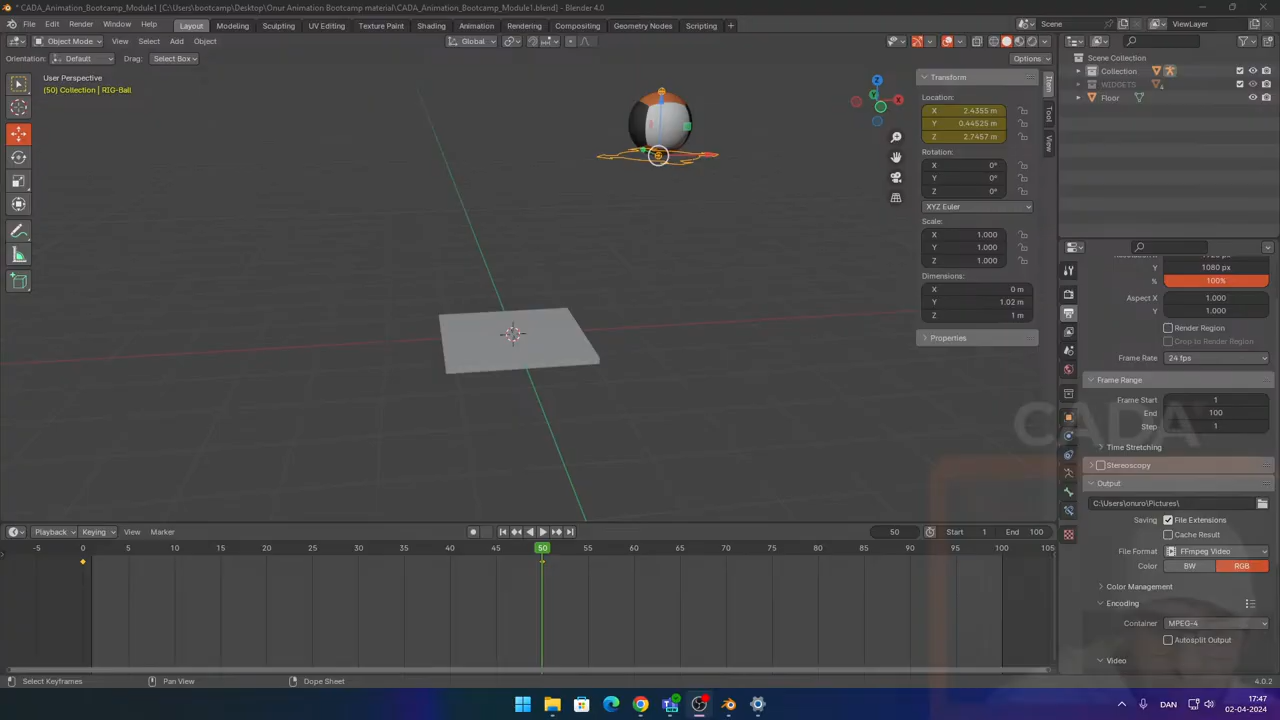 * CADA_Animation_Bootcamp_Module1 [C:\Users\bootcamp\Desktop\Onur Animation Bootcamp material\CADA_Animation_Bootcamp_Module1.blend] - Blender 4.0
File Edit Render Window Help Layout Modeling Sculpting UV Editing Texture Paint Shading Animation Rendering Compositing Geometry Nodes Scripting + Scene ViewLayer
Object Mode View Select Add Object Global
Orientation: Default Drag: Select Box Options
User Perspective
(50) Collection | RIG-Ball
Transform
Location:
X 2.4355 m
Y 0.44525 m
Z 2.7457 m
Rotation:
X 0°
Y 0°
Z 0°
XYZ Euler
Scale:
X 1.000
Y 1.000
Z 1.000
Dimensions:
X 0 m
Y 1.02 m
Z 1 m
Properties
Item
Tool
View
Z
X
Y
Scene Collection
Collection
WIDGETS
Floor
Y 1080 px
% 100%
Aspect X 1.000
Y 1.000
Render Region
Crop to Render Region
Frame Rate 24 fps
Frame Range
Frame Start 1
End 100
Step 1
CADA
Time Stretching
Stereoscopy
Output
C:\Users\onuro\Pictures\
Saving File Extensions
Cache Result
File Format FFmpeg Video
Color BW RGB
Color Management
Encoding
Container MPEG-4
Autosplit Output
Video
Playback Keying View Marker 50 Start 1 End 100
-5 0 5 10 15 20 25 30 35 40 45 50 55 60 65 70 75 80 85 90 95 100 105
Select Keyframes Pan View Dope Sheet 4.0.2
DAN
17:47
02-04-2024